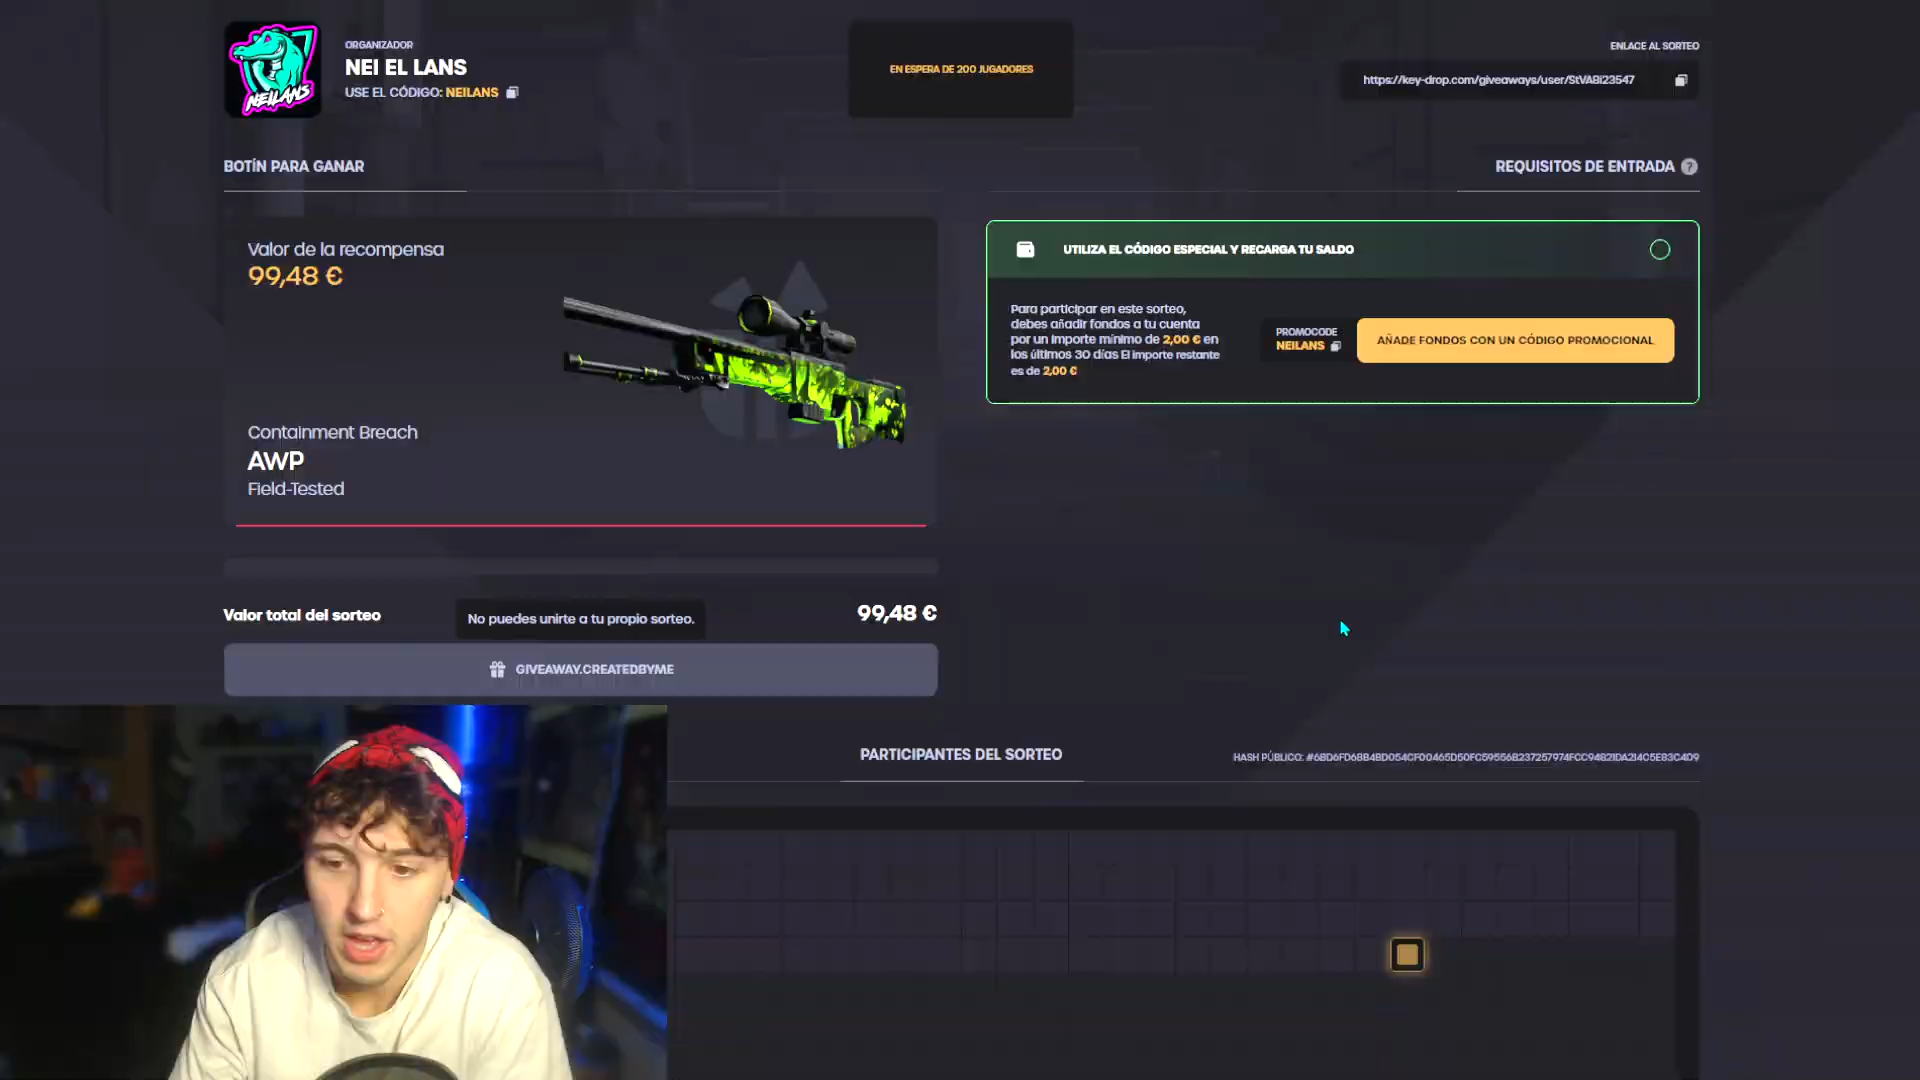 NEILANS
ORGANIZADOR
NEI EL LANS
USE EL CÓDIGO: NEILANS
EN ESPERA DE 200 JUGADORES
ENLACE AL SORTEO
https://key-drop.com/giveaways/user/StVABi23547
BOTÍN PARA GANAR
REQUISITOS DE ENTRADA ?
Valor de la recompensa
99,48 €
Containment Breach
AWP
Field-Tested
UTILIZA EL CÓDIGO ESPECIAL Y RECARGA TU SALDO
Para participar en este sorteo,
debes añadir fondos a tu cuenta
por un importe mínimo de 2,00 € en
los últimos 30 días El importe restante
es de 2,00 €
PROMOCODE
NEILANS
AÑADE FONDOS CON UN CÓDIGO PROMOCIONAL
Valor total del sorteo
No puedes unirte a tu propio sorteo.
99,48 €
GIVEAWAY.CREATEDBYME
PARTICIPANTES DEL SORTEO
HASH PÚBLICO: